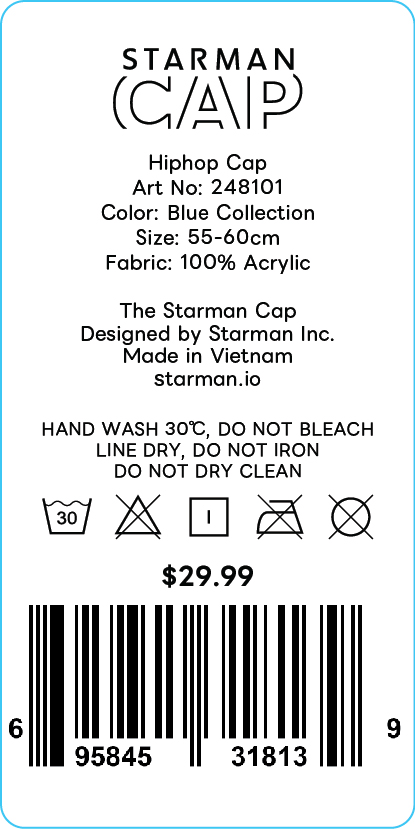 STARMAN
CAP
Hiphop Cap
Art No: 248101
Color: Blue Collection
Size: 55-60cm
Fabric: 100% Acrylic
The Starman Cap
Designed by Starman Inc.
Made in Vietnam
starman.io
HAND WASH 30℃, DO NOT BLEACH
LINE DRY, DO NOT IRON
DO NOT DRY CLEAN
30 I
$29.99
6 95845 31813 9